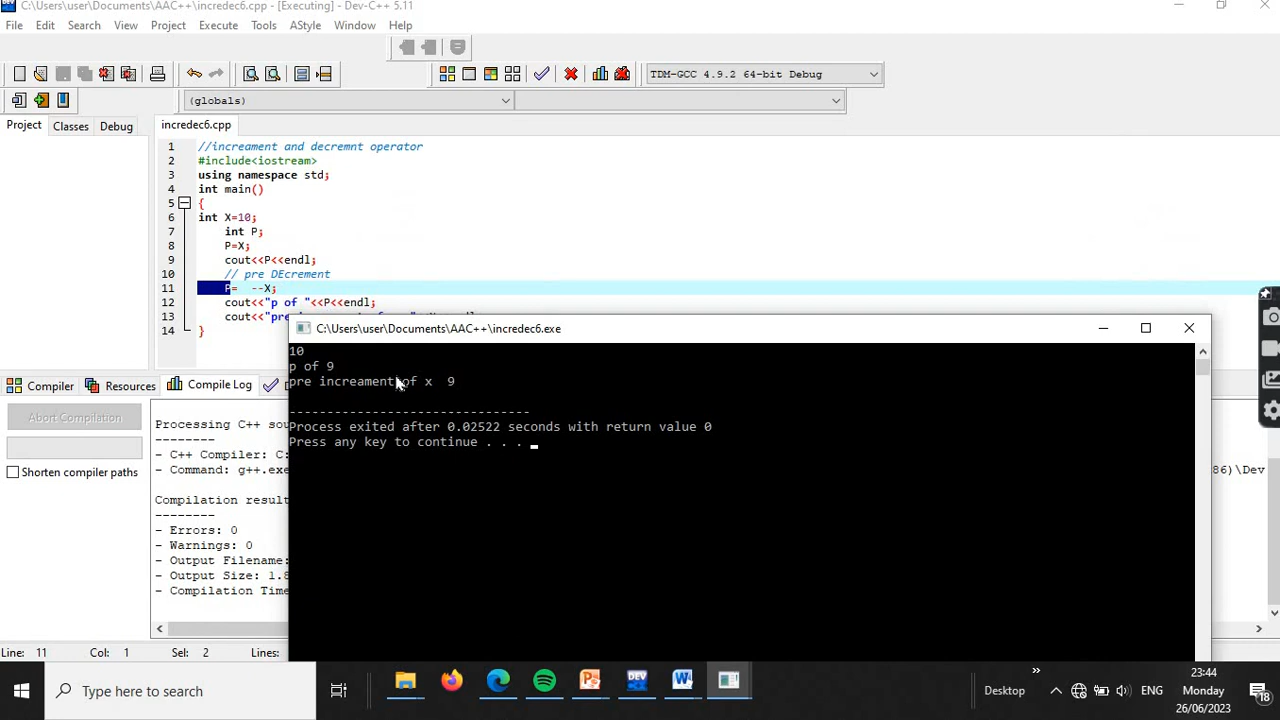 C:\Users\user\Documents\AAC++\incredec6.cpp - [Executing] - Dev-C++ 5.11
File Edit Search View Project Execute Tools AStyle Window Help
TDM-GCC 4.9.2 64-bit Debug
(globals)
Project Classes Debug
incredec6.cpp
1 //increament and decremnt operator
2 #include<iostream>
3 using namespace std;
4 int main()
5 {
6 int X=10;
7 int P;
8 P=X;
9 cout<<P<<endl;
10 // pre DEcrement
11 P= --X;
12 cout<<"p of "<<P<<endl;
13 cout<<"pre
14 }
C:\Users\user\Documents\AAC++\incredec6.exe
10
p of 9
pre increament of x 9
--------------------------------
Process exited after 0.02522 seconds with return value 0
Press any key to continue . . .
Compiler Resources Compile Log
Abort Compilation
Shorten compiler paths
Processing C++
--------
- C++ Compiler: C:
- Command: g++.exe
86)\Dev
Compilation result
--------
- Errors: 0
- Warnings: 0
- Output Filename:
- Output Size: 1.8
- Compilation Time
Line: 11 Col: 1 Sel: 2 Lines:
Type here to search
DEV
Desktop
ENG
23:44
Monday
26/06/2023
18